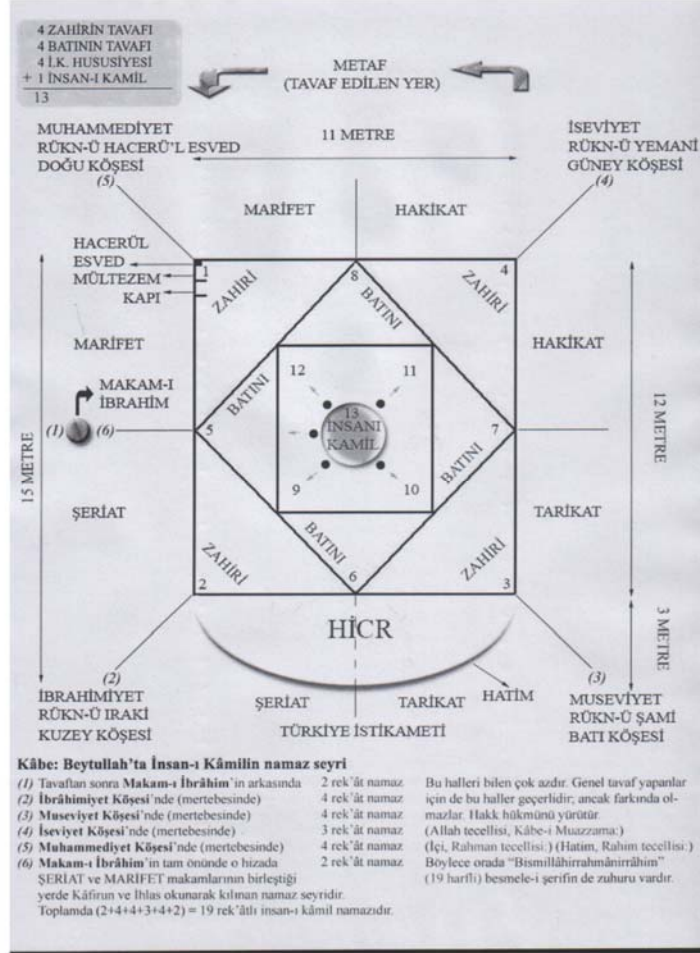 4 ZAHİRİN TAVAFI
4 BATININ TAVAFI
4 İ.K. HUSUSİYESİ
+ 1 İNSAN-I KAMİL
13
METAF
(TAVAF EDİLEN YER)
MUHAMMEDİYET
RÜKN-Ü HACERÜ'L ESVED
DOĞU KÖŞESİ
(5)
11 METRE
İSEVİYET
RÜKN-Ü YEMANİ
GÜNEY KÖŞESİ
(4)
MARİFET
HAKİKAT
HACERÜL
ESVED
MÜLTEZEM
KAPI
1
ZAHİRİ
8
BATINI
4
ZAHİRİ
MARİFET
HAKİKAT
MAKAM-I
İBRAHİM
(1)
(6)
BATINI
12
11
13
İNSANI
KAMİL
5
7
9
10
BATINI
15 METRE
12 METRE
ŞERİAT
TARİKAT
ZAHİRİ
2
BATINI
6
ZAHİRİ
3
HİCR
3 METRE
(2)
(3)
İBRAHİMİYET
RÜKN-Ü IRAKİ
KUZEY KÖŞESİ
ŞERİAT
TARİKAT
HATİM
TÜRKİYE İSTİKAMETİ
MUSEVİYET
RÜKN-Ü ŞAMİ
BATI KÖŞESİ
Kâbe: Beytullah'ta İnsan-ı Kâmilin namaz seyri
(1) Tavaftan sonra Makam-ı İbrâhim'in arkasında 2 rek'ât namaz
(2) İbrâhimiyet Köşesi'nde (mertebesinde) 4 rek'ât namaz
(3) Museviyet Köşesi'nde (mertebesinde) 4 rek'ât namaz
(4) İseviyet Köşesi'nde (mertebesinde) 3 rek'ât namaz
(5) Muhammediyet Köşesi'nde (mertebesinde) 4 rek'ât namaz
(6) Makam-ı İbrâhim'in tam önünde o hizada 2 rek'ât namaz
ŞERİAT ve MARİFET makamlarının birleştiği
yerde Kâfirun ve İhlas okunarak kılınan namaz seyridir.
Toplamda (2+4+4+3+4+2) = 19 rek'âtlı insan-ı kâmil namazıdır.
Bu halleri bilen çok azdır. Genel tavaf yapanlar
için de bu haller geçerlidir; ancak farkında ol-
mazlar. Hakk hükmünü yürütür.
(Allah tecellisi, Kâbe-i Muazzama:)
(İçi, Rahman tecellisi:) (Hatim, Rahim tecellisi:)
Böylece orada "Bismillâhirrahmânirrâhim"
(19 harfli) besmele-i şerifin de zuhuru vardır.